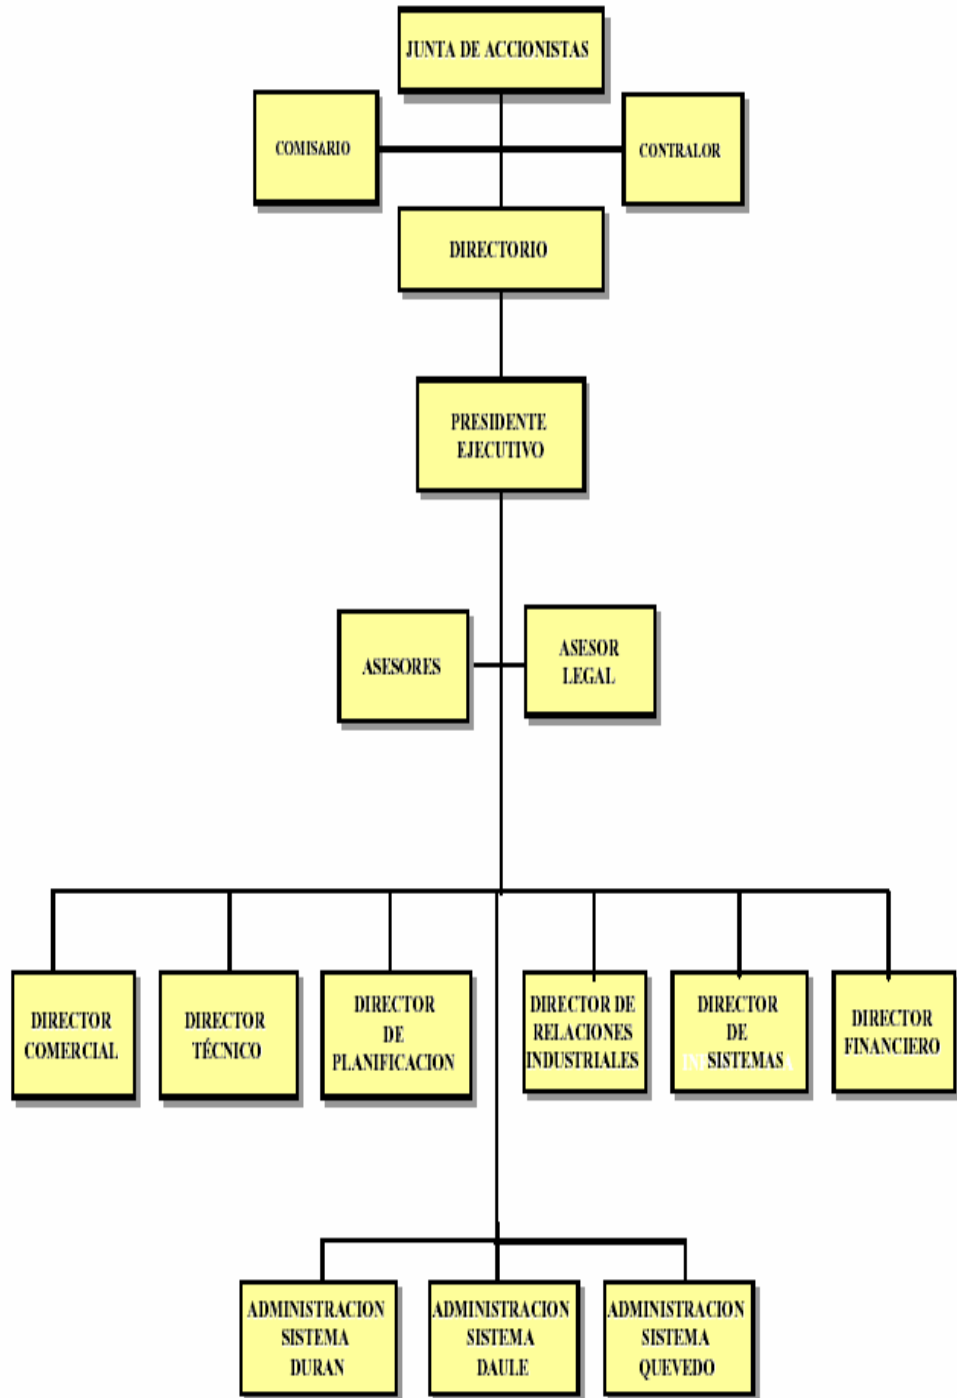 JUNTA DE ACCIONISTAS
COMISARIO
CONTRALOR
DIRECTORIO
PRESIDENTE
EJECUTIVO
ASESORES
ASESOR
LEGAL
DIRECTOR
COMERCIAL
DIRECTOR
TÉCNICO
DIRECTOR
DE
PLANIFICACION
DIRECTOR DE
RELACIONES
INDUSTRIALES
DIRECTOR
DE
SISTEMAS
DIRECTOR
FINANCIERO
ADMINISTRACION
SISTEMA
DURAN
ADMINISTRACION
SISTEMA
DAULE
ADMINISTRACION
SISTEMA
QUEVEDO